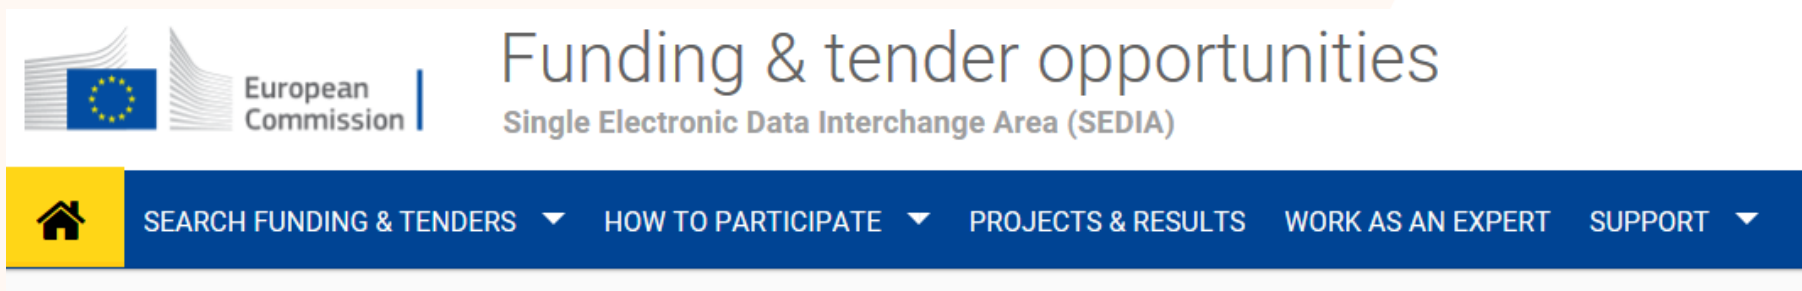 European
Commission
Funding & tender opportunities
Single Electronic Data Interchange Area (SEDIA)
SEARCH FUNDING & TENDERS HOW TO PARTICIPATE PROJECTS & RESULTS WORK AS AN EXPERT SUPPORT